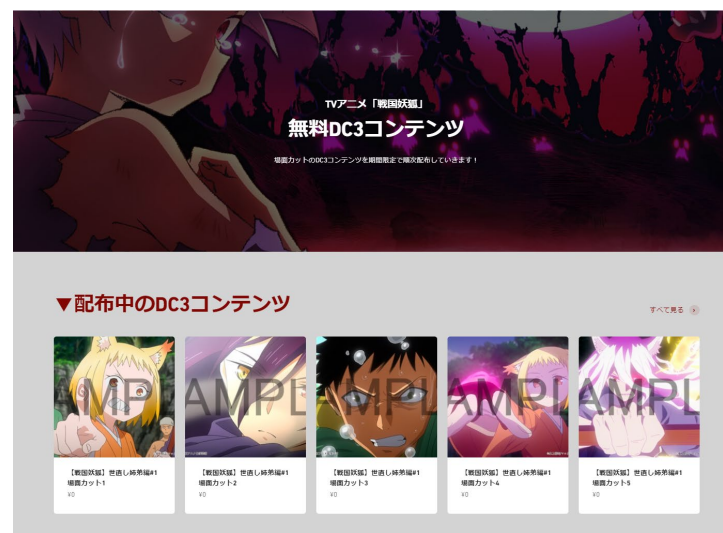 TVアニメ「戦国妖狐」
無料DC3コンテンツ
場面カットのDC3コンテンツを期間限定で順次配布していきます！
▼配布中のDC3コンテンツ
すべて見る
AMPL
AMPL
AMPL
AMPL
AMPL
【戦国妖狐】世直し姉弟編#1
場面カット1
¥0
【戦国妖狐】世直し姉弟編#1
場面カット2
¥0
【戦国妖狐】世直し姉弟編#1
場面カット3
¥0
【戦国妖狐】世直し姉弟編#1
場面カット4
¥0
【戦国妖狐】世直し姉弟編#1
場面カット5
¥0